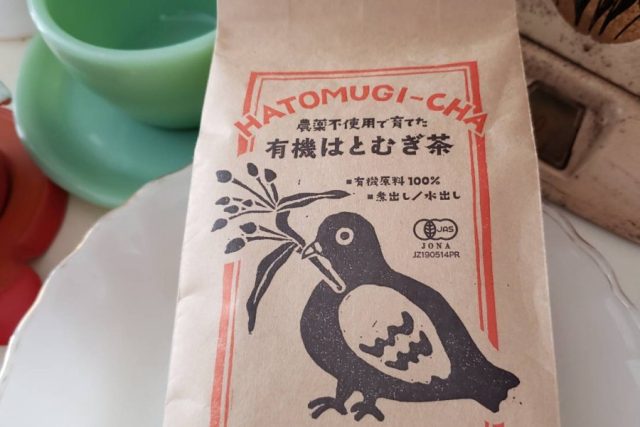 HATOMUGI-CHA
農薬不使用で育てた
有機はとむぎ茶
▪有機原料100%
▪煮出し/水出し
JAS
JONA
JZ190514PR